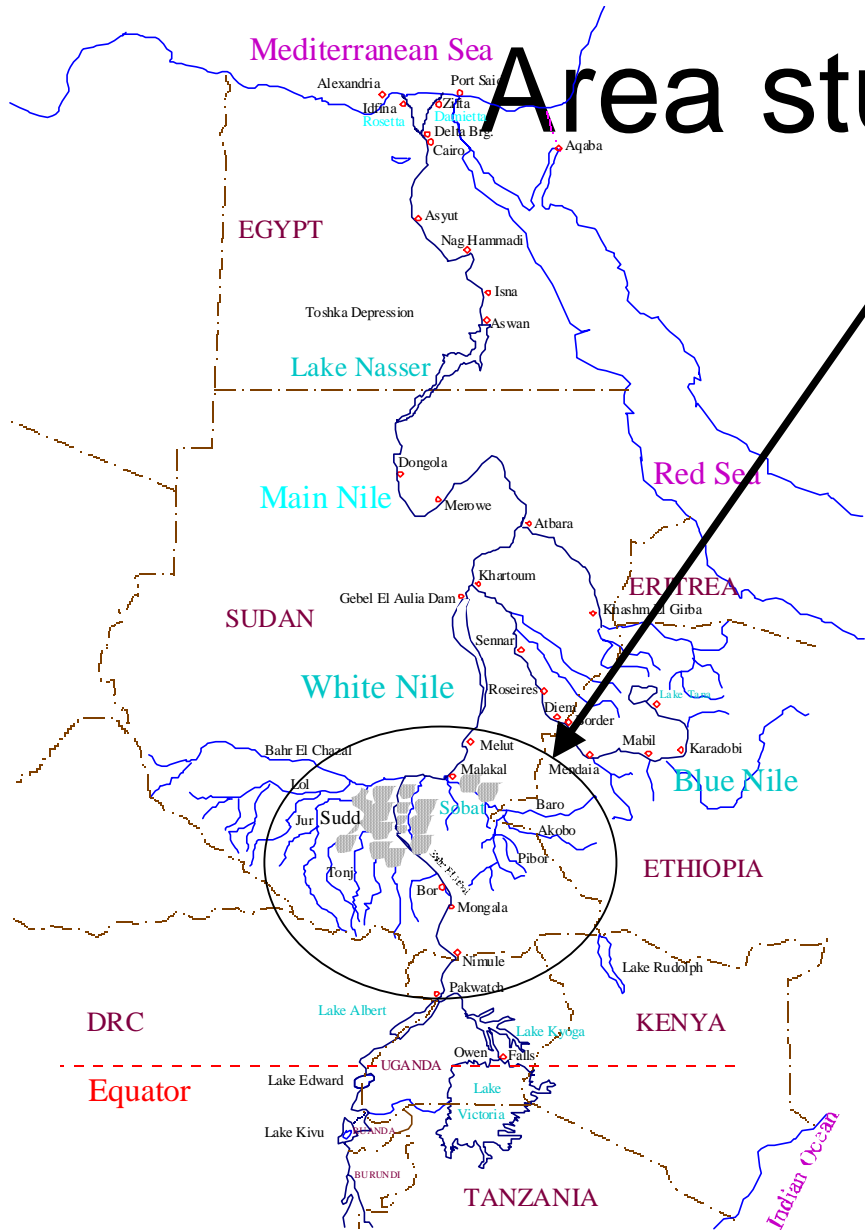 Mediterranean Sea
Area stu
Alexandria
Port Said
Idfina
Zifta
Rosetta
Damietta
Delta Brg.
Cairo
Aqaba
Asyut
EGYPT
Nag Hammadi
Isna
Toshka Depression
Aswan
Lake Nasser
Dongola
Red Sea
Main Nile
Merowe
Atbara
Khartoum
ERITREA
Gebel El Aulia Dam
Khashm El Girba
SUDAN
Sennar
White Nile
Roseires
Lake Tana
Diem
Border
Melut
Bahr El Ghazal
Mabil
Karadobi
Malakal
Mendaia
Blue Nile
Lol
Sobat
Baro
Jur
Sudd
Akobo
Pibor
Tonj
ETHIOPIA
Bor
Mongala
Nimule
Lake Rudolph
Pakwatch
Lake Albert
DRC
KENYA
Lake Kyoga
Owen Falls
UGANDA
Equator
Lake Edward
Lake
Victoria
Lake Kivu
BURUNDI
TANZANIA
Indian Ocean